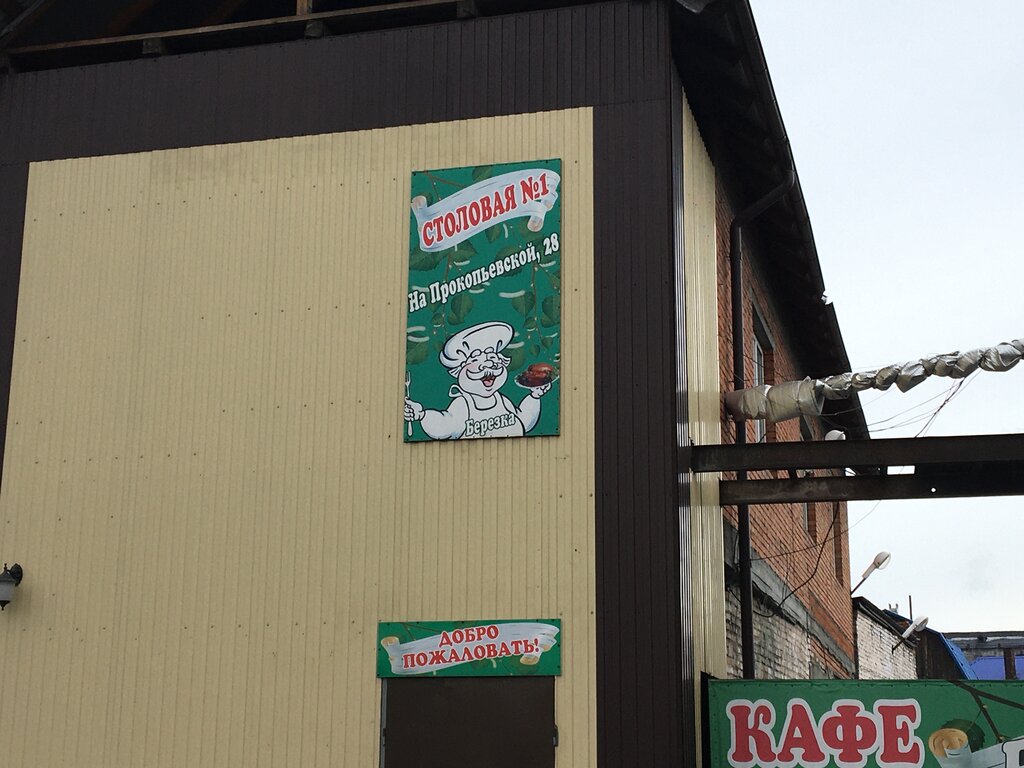 СТОЛОВАЯ №1
На Прокопьевской, 28
Березка
ДОБРО
ПОЖАЛОВАТЬ!
КАФЕ